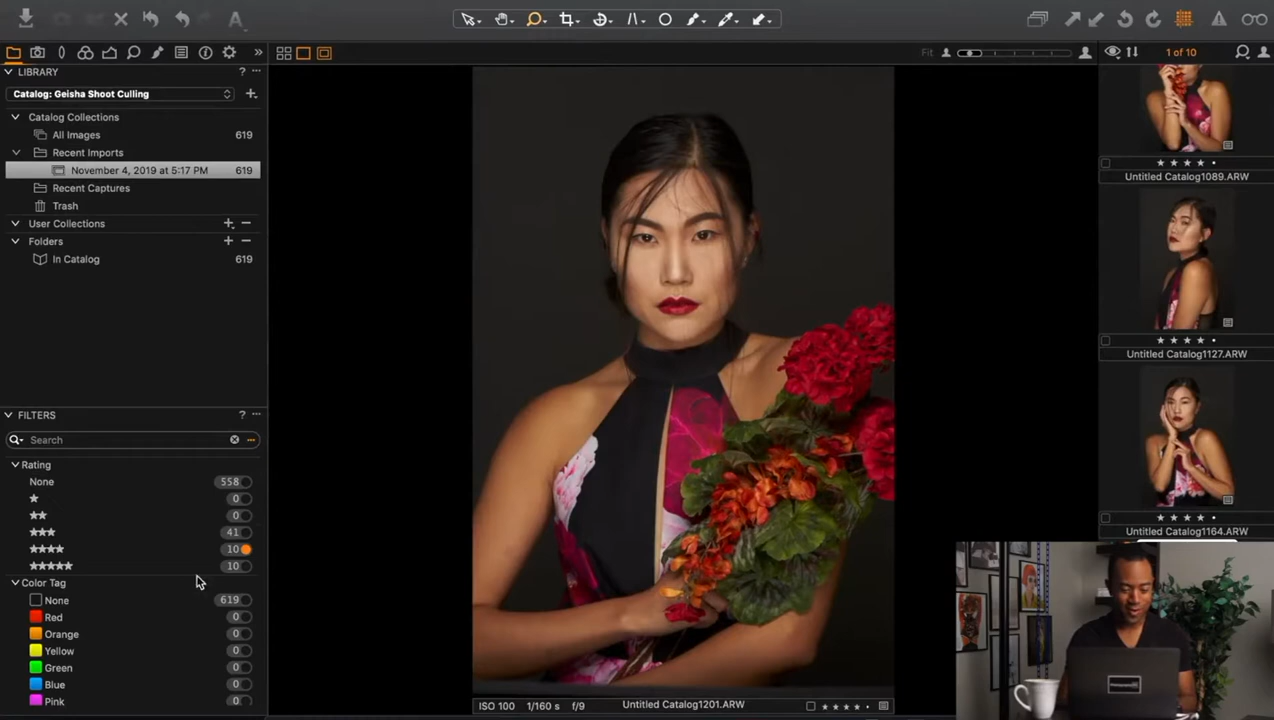 Fit
1 of 10
LIBRARY ?
Catalog: Geisha Shoot Culling
Catalog Collections
All Images 619
Recent Imports
November 4, 2019 at 5:17 PM 619
Recent Captures
Trash
User Collections
Folders
In Catalog 619
FILTERS ?
Search
Rating
None 558
0
0
41
10
10
Color Tag
None 619
Red 0
Orange 0
Yellow 0
Green 0
Blue 0
Pink 0
ISO 100 1/160 s f/9
Untitled Catalog1201.ARW
Untitled Catalog1089.ARW
Untitled Catalog1127.ARW
Untitled Catalog1164.ARW